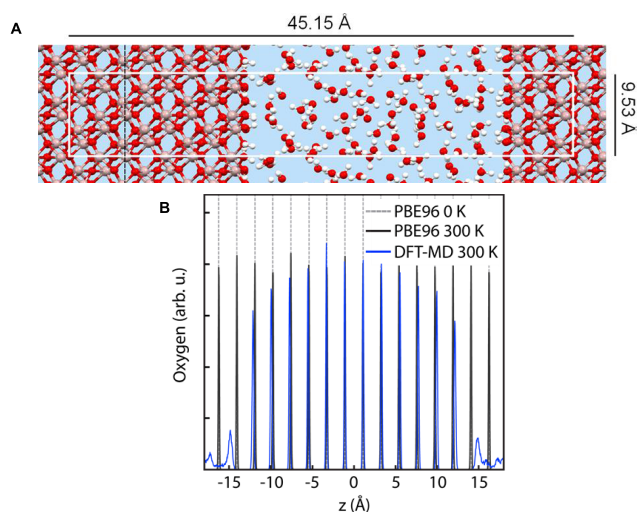 A
45.15 Å
9.53 Å
B
PBE96 0 K
PBE96 300 K
DFT-MD 300 K
Oxygen (arb. u.)
-15 -10 -5 0 5 10 15
z (Å)